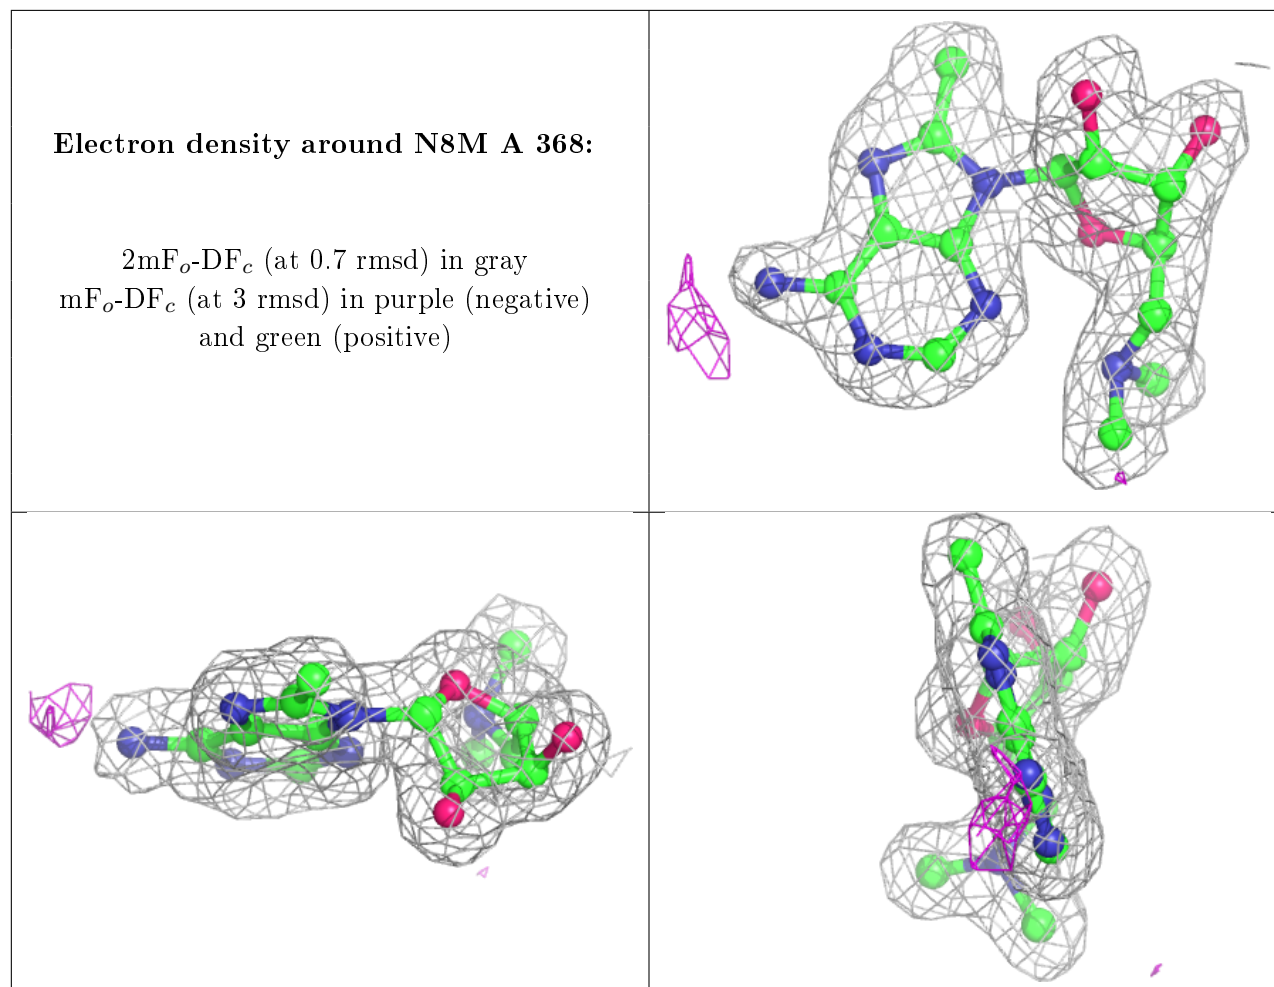 Electron density around N8M A 368:
2mFₒ-DF𝒸 (at 0.7 rmsd) in gray
mFₒ-DF𝒸 (at 3 rmsd) in purple (negative)
and green (positive)